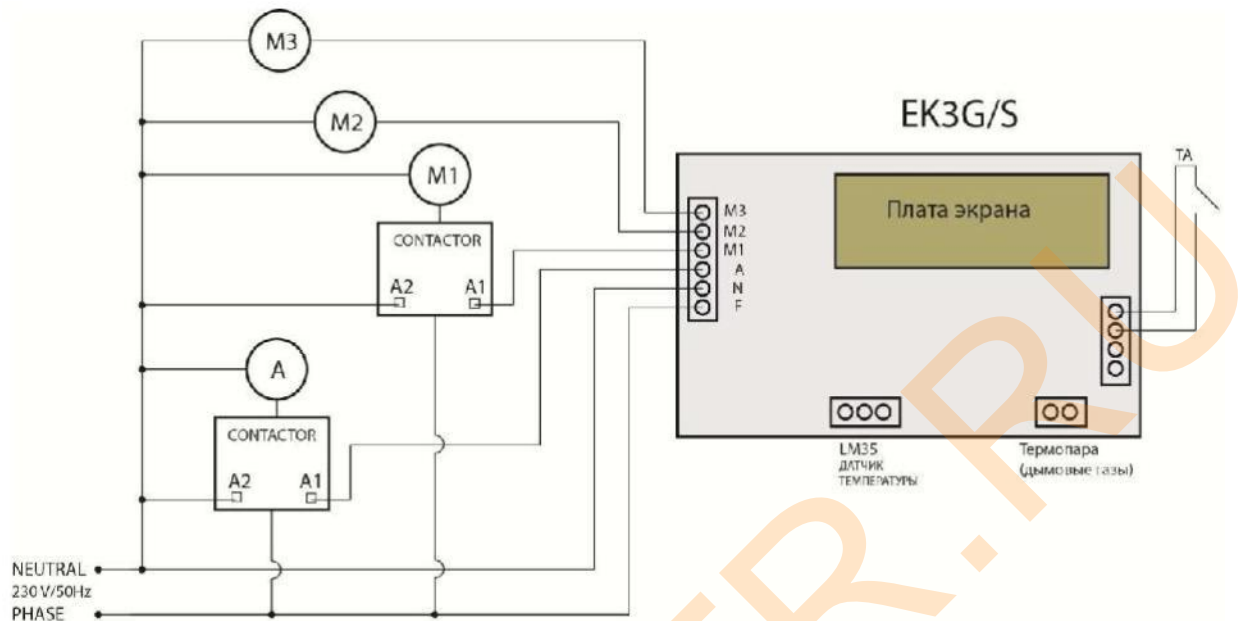 M3
M2
EK3G/S
M1
TA
Плата экрана
M3
M2
M1
A
N
F
CONTACTOR
A2 A1
A
CONTACTOR
A2 A1
LM35
ДАТЧИК
ТЕМПЕРАТУРЫ
Термопара
(дымовые газы)
NEUTRAL
230 V/50Hz
PHASE
R.RU